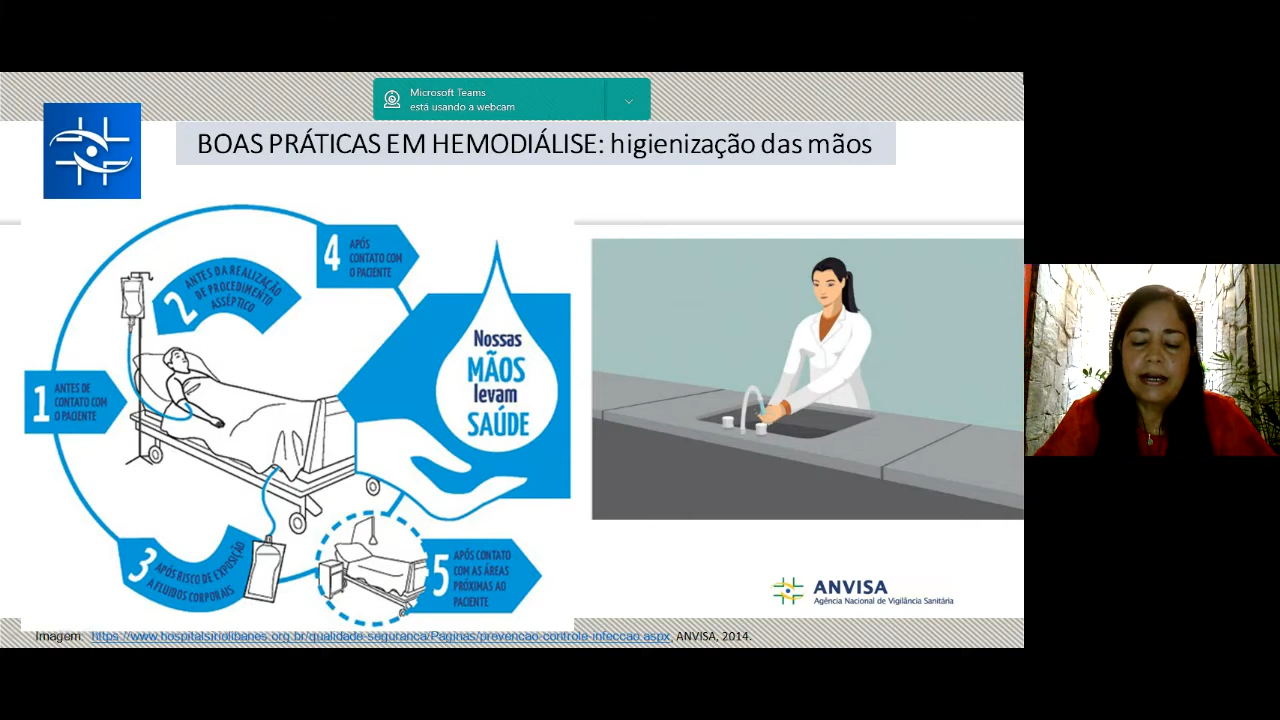 Microsoft Teams
está usando a webcam
BOAS PRÁTICAS EM HEMODIÁLISE: higienização das mãos
4 APÓS
CONTATO COM
O PACIENTE
2 ANTES DA REALIZAÇÃO
DE PROCEDIMENTO
ASSÉPTICO
Nossas
MÃOS
levam
SAÚDE
1 ANTES DE
CONTATO COM
O PACIENTE
3 APÓS RISCO DE EXPOSIÇÃO
A FLUIDOS CORPORAIS
5 APÓS CONTATO
COM AS ÁREAS
PRÓXIMAS AO
PACIENTE
ANVISA
Agência Nacional de Vigilância Sanitária
Imagem: https://www.hospitalsiriolibanes.org.br/qualidade-seguranca/Paginas/prevencao-controle-infeccao.aspx, ANVISA, 2014.